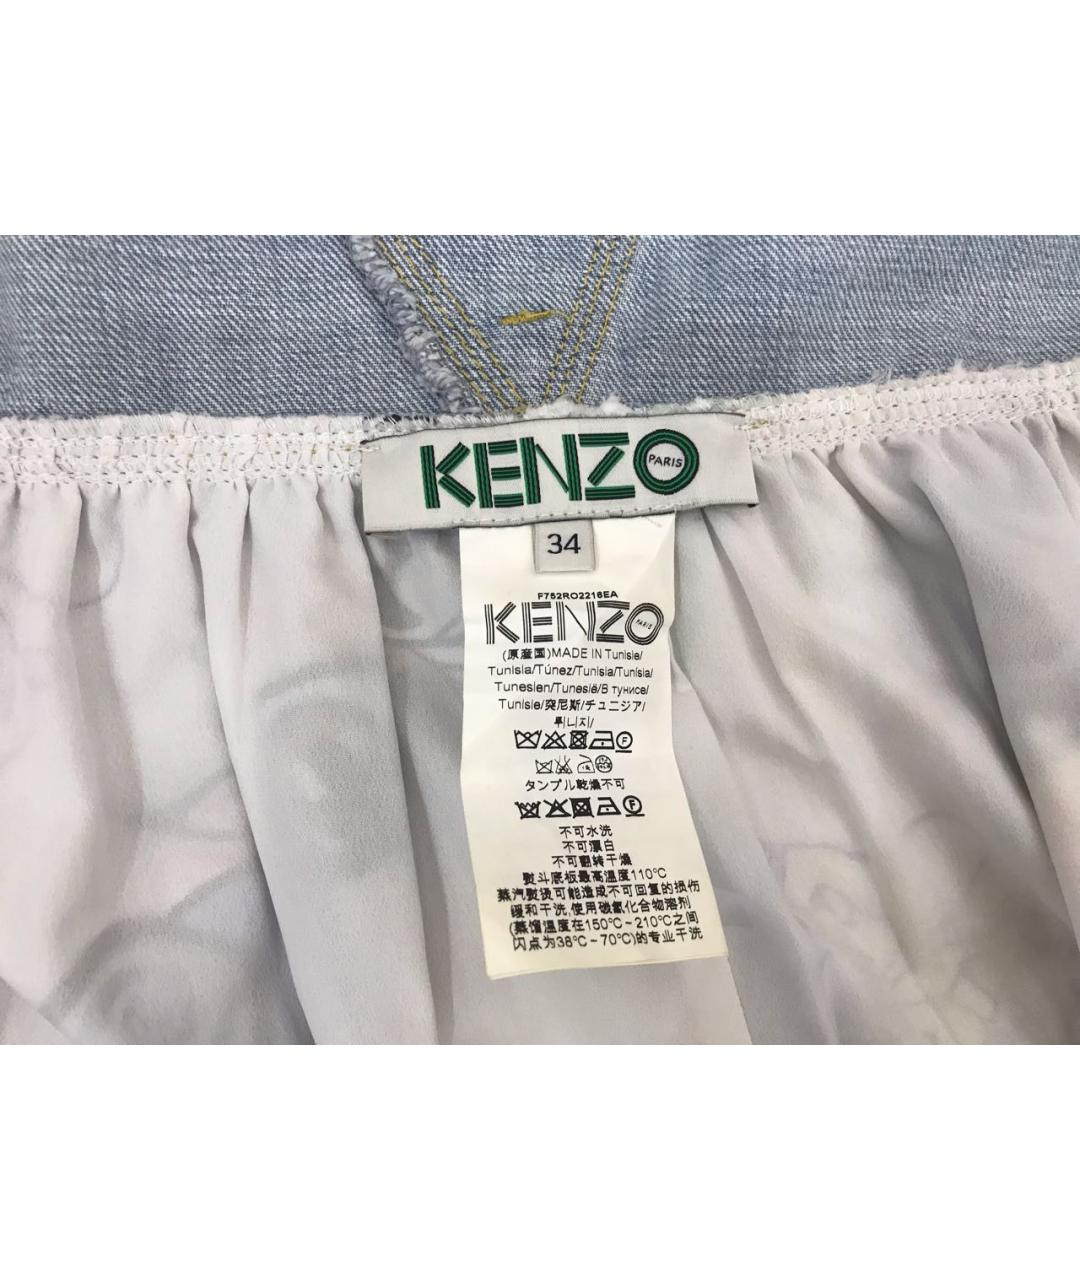 KENZO PARIS
34
F752RO2216EA
KENZO PARIS
(原産国)MADE IN Tunisie/
Tunisia/Túnez/Tunisia/Tunísia/
Tunesien/Tunesië/В тунисе/
Tunisie/突尼斯/チュニジア/
튀니지/
F
タンブル乾燥不可
F
不可水洗
不可漂白
不可翻转干燥
熨斗底板最高温度110°C
蒸汽熨烫可能造成不可回复的损伤
缓和干洗,使用碳氢化合物溶剂
(蒸馏温度在150°C~210°C之间
闪点为38°C~70°C)的专业干洗